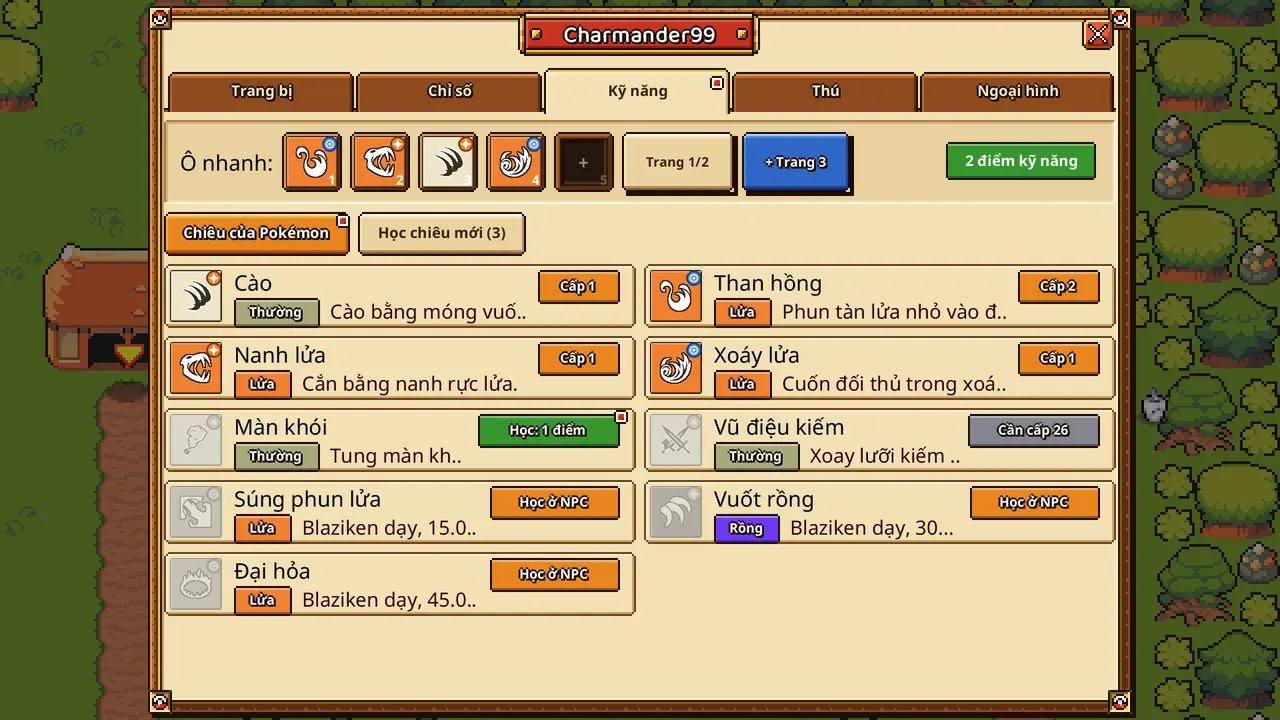 Charmander99
Trang bị
Chỉ số
Kỹ năng
Thú
Ngoại hình
Ô nhanh:
1
2
3
4
+
5
Trang 1/2
+ Trang 3
2 điểm kỹ năng
Chiêu của Pokémon
Học chiêu mới (3)
Cào
Cấp 1
Thường
Cào bằng móng vuố..
Than hồng
Cấp 2
Lửa
Phun tàn lửa nhỏ vào đ..
Nanh lửa
Cấp 1
Lửa
Cắn bằng nanh rực lửa.
Xoáy lửa
Cấp 1
Lửa
Cuốn đối thủ trong xoá..
Màn khói
Học: 1 điểm
Thường
Tung màn kh..
Vũ điệu kiếm
Cần cấp 26
Thường
Xoay lưỡi kiếm ..
Súng phun lửa
Học ở NPC
Lửa
Blaziken dạy, 15.0..
Vuốt rồng
Học ở NPC
Rồng
Blaziken dạy, 30...
Đại hỏa
Học ở NPC
Lửa
Blaziken dạy, 45.0..